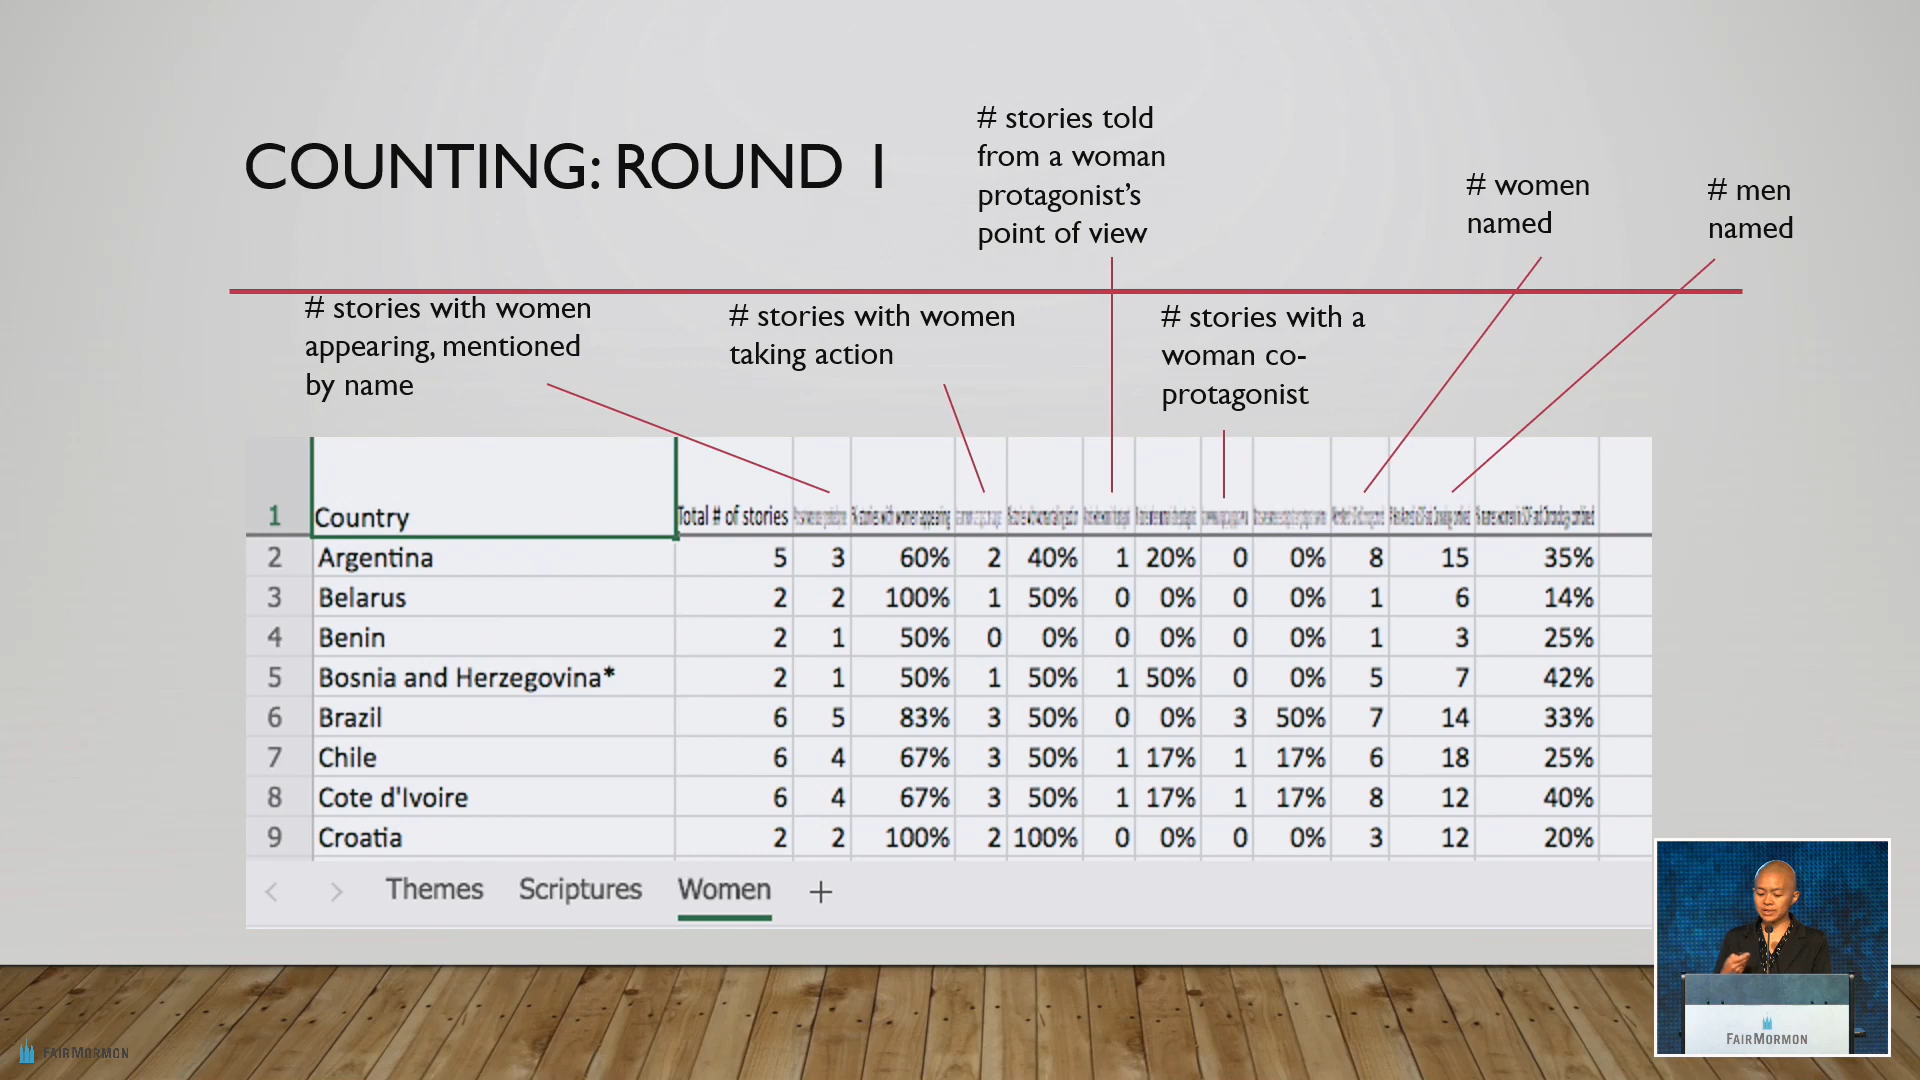 COUNTING: ROUND 1
# stories told
from a woman
protagonist's
point of view
# women
named
# men
named
# stories with women
appearing, mentioned
by name
# stories with women
taking action
# stories with a
woman co-
protagonist
1 Country Total # of stories % stories with women appearing
2 Argentina 5 3 60% 2 40% 1 20% 0 0% 8 15 35%
3 Belarus 2 2 100% 1 50% 0 0% 0 0% 1 6 14%
4 Benin 2 1 50% 0 0% 0 0% 0 0% 1 3 25%
5 Bosnia and Herzegovina* 2 1 50% 1 50% 1 50% 0 0% 5 7 42%
6 Brazil 6 5 83% 3 50% 0 0% 3 50% 7 14 33%
7 Chile 6 4 67% 3 50% 1 17% 1 17% 6 18 25%
8 Cote d'Ivoire 6 4 67% 3 50% 1 17% 1 17% 8 12 40%
9 Croatia 2 2 100% 2 100% 0 0% 0 0% 3 12 20%
Themes Scriptures Women +
FAIRMORMON
FAIRMORMON